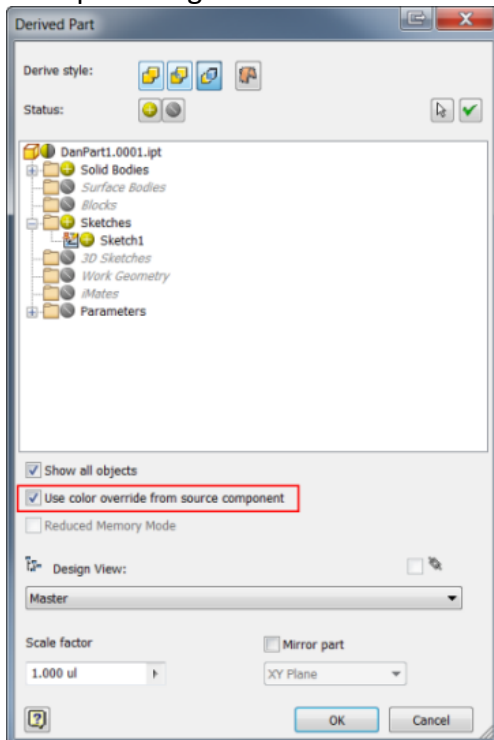 Derived Part
Derive style:
Status:
DanPart1.0001.ipt
Solid Bodies
Surface Bodies
Blocks
Sketches
Sketch1
3D Sketches
Work Geometry
iMates
Parameters
Show all objects
Use color override from source component
Reduced Memory Mode
Design View:
Master
Scale factor
Mirror part
1.000 ul
XY Plane
OK
Cancel